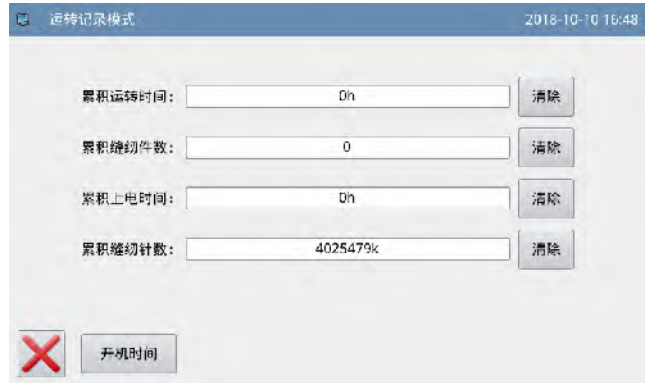 运转记录模式 2018-10-10 16:48
累积运转时间: 0h 清除
累积缝纫件数: 0 清除
累积上电时间: 0h 清除
累积缝纫针数: 4025479k 清除
开机时间